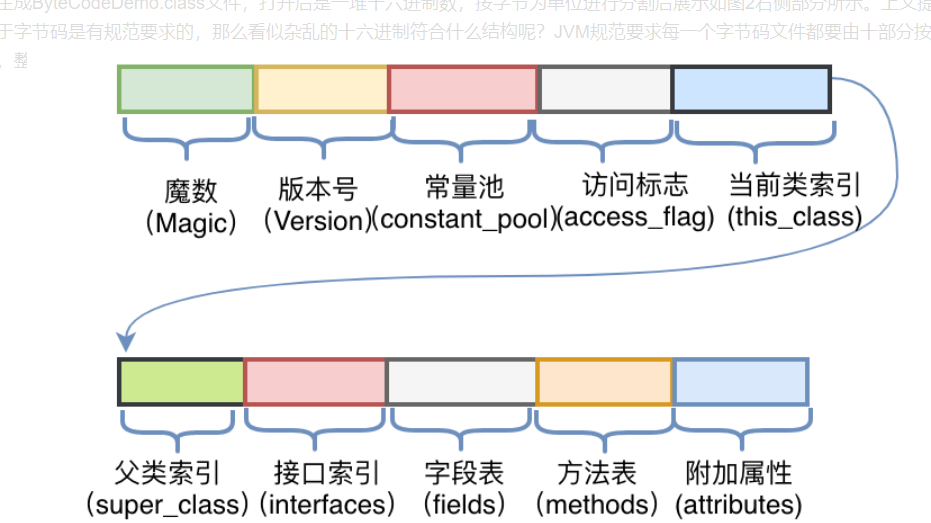 生成ByteCodeDemo.class文件，打开后是一堆十六进制数，按字节为单位进行分割后展示如图2右侧部分所示。上文提
于字节码是有规范要求的，那么看似杂乱的十六进制符合什么结构呢？JVM规范要求每一个字节码文件都要由十部分按
，整
魔数 版本号 常量池 访问标志 当前类索引
（Magic） （Version）（constant_pool）（access_flag） （this_class）
父类索引 接口索引 字段表 方法表 附加属性
（super_class）（interfaces） （fields） （methods） （attributes）